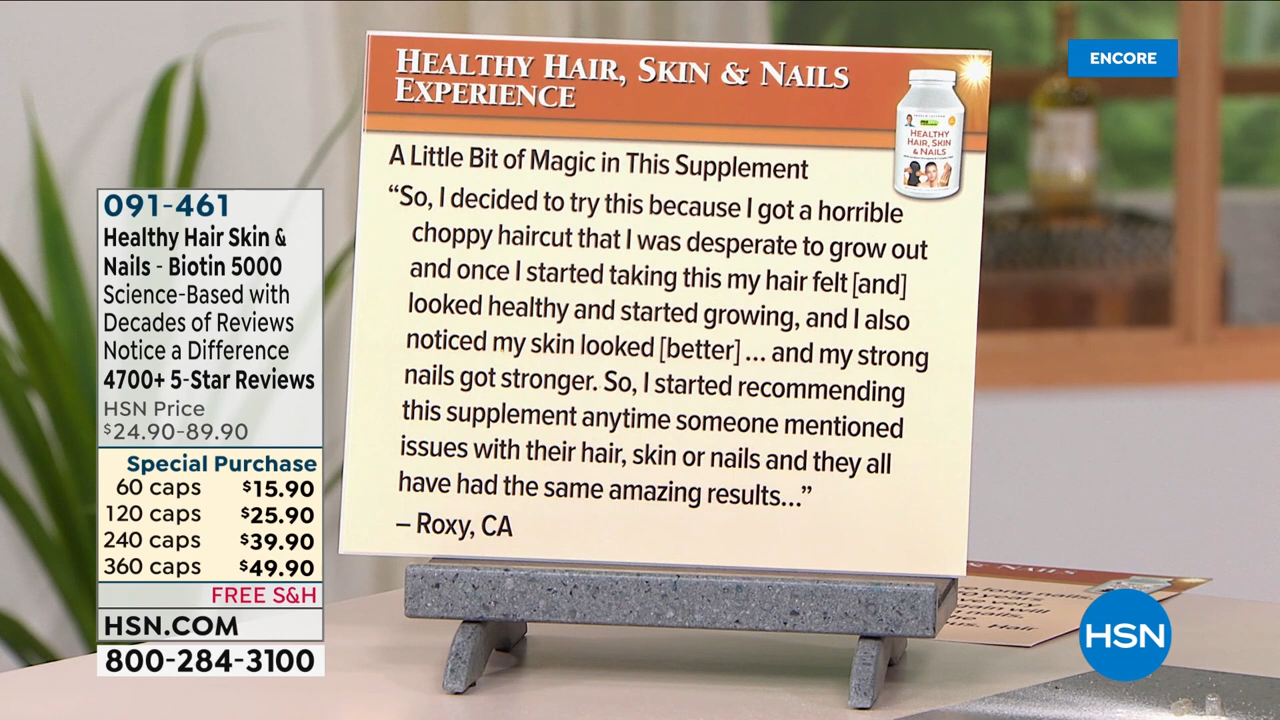 ENCORE
HEALTHY HAIR, SKIN & NAILS
EXPERIENCE
HEALTHY
HAIR, SKIN
& NAILS
A Little Bit of Magic in This Supplement
“So, I decided to try this because I got a horrible
choppy haircut that I was desperate to grow out
and once I started taking this my hair felt [and]
looked healthy and started growing, and I also
noticed my skin looked [better] ... and my strong
nails got stronger. So, I started recommending
this supplement anytime someone mentioned
issues with their hair, skin or nails and they all
have had the same amazing results...”
– Roxy, CA
091-461
Healthy Hair Skin &
Nails - Biotin 5000
Science-Based with
Decades of Reviews
Notice a Difference
4700+ 5-Star Reviews
HSN Price
$24.90-89.90
Special Purchase
60 caps $15.90
120 caps $25.90
240 caps $39.90
360 caps $49.90
FREE S&H
HSN.COM
800-284-3100
& NAILS
long nails
Hair
HSN